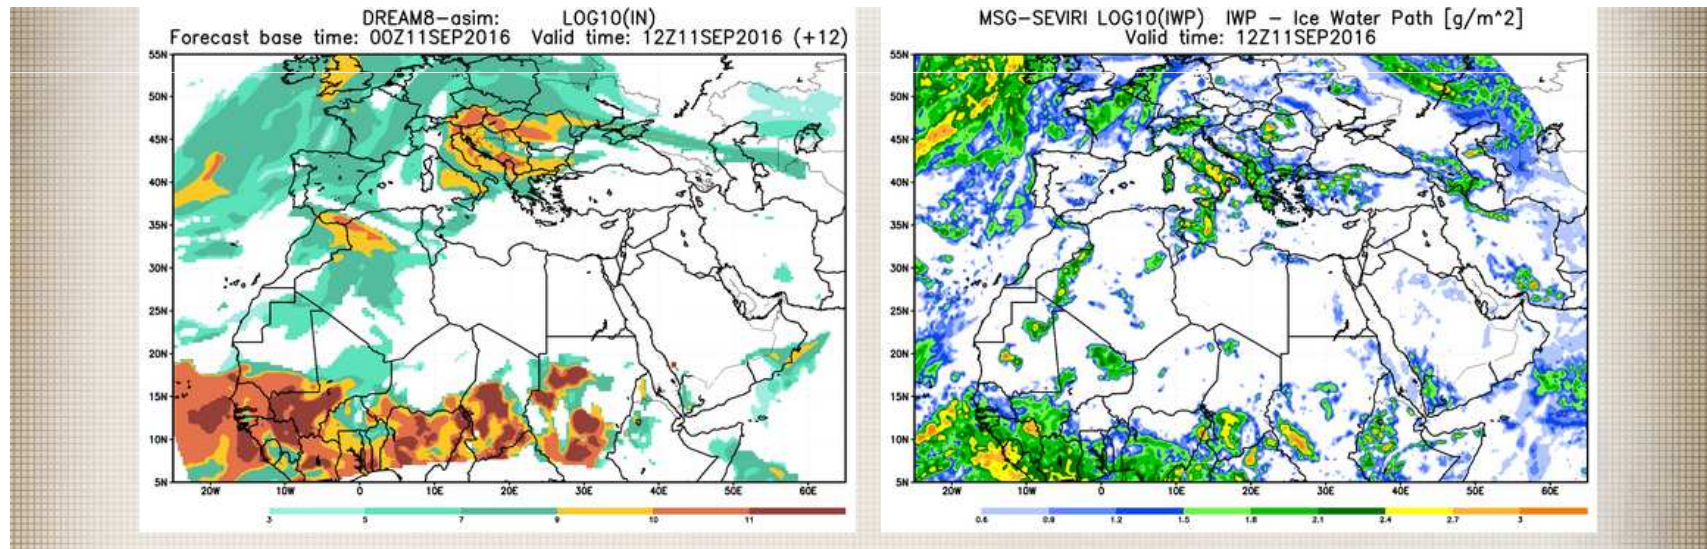 DREAM8-asim: LOG10(IN)
Forecast base time: 00Z11SEP2016 Valid time: 12Z11SEP2016 (+12)
55N
50N
45N
40N
35N
30N
25N
20N
15N
10N
5N
20W 10W 0 10E 20E 30E 40E 50E 60E
3 5 7 9 10 11
MSG-SEVIRI LOG10(IWP) IWP - Ice Water Path [g/m^2]
Valid time: 12Z11SEP2016
55N
50N
45N
40N
35N
30N
25N
20N
15N
10N
5N
20W 10W 0 10E 20E 30E 40E 50E 60E
0.6 0.9 1.2 1.5 1.8 2.1 2.4 2.7 3